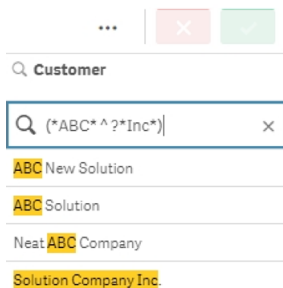 ...
Customer
(*ABC* ^ ?*Inc*)
ABC New Solution
ABC Solution
Neat ABC Company
Solution Company Inc.